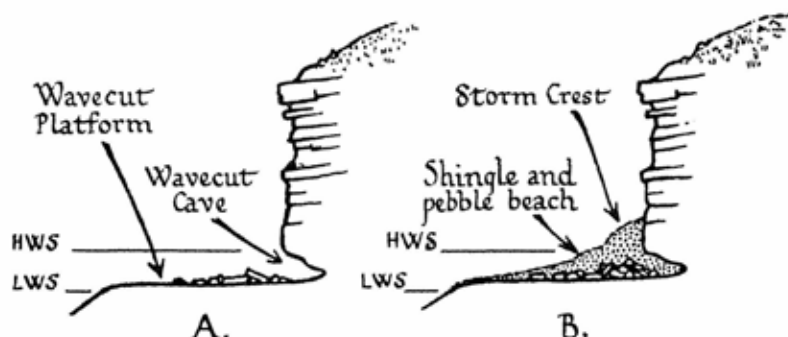 Wavecut
Platform
Wavecut
Cave
HWS
LWS
A.
Storm Crest
Shingle and
pebble beach
HWS
LWS
B.